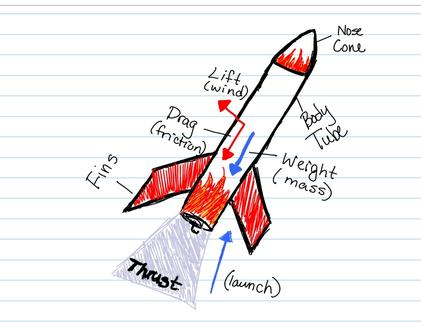 Nose
Cone
Lift
(wind)
Drag
(friction)
Body
Tube
Weight
(mass)
Fins
Thrust
(launch)